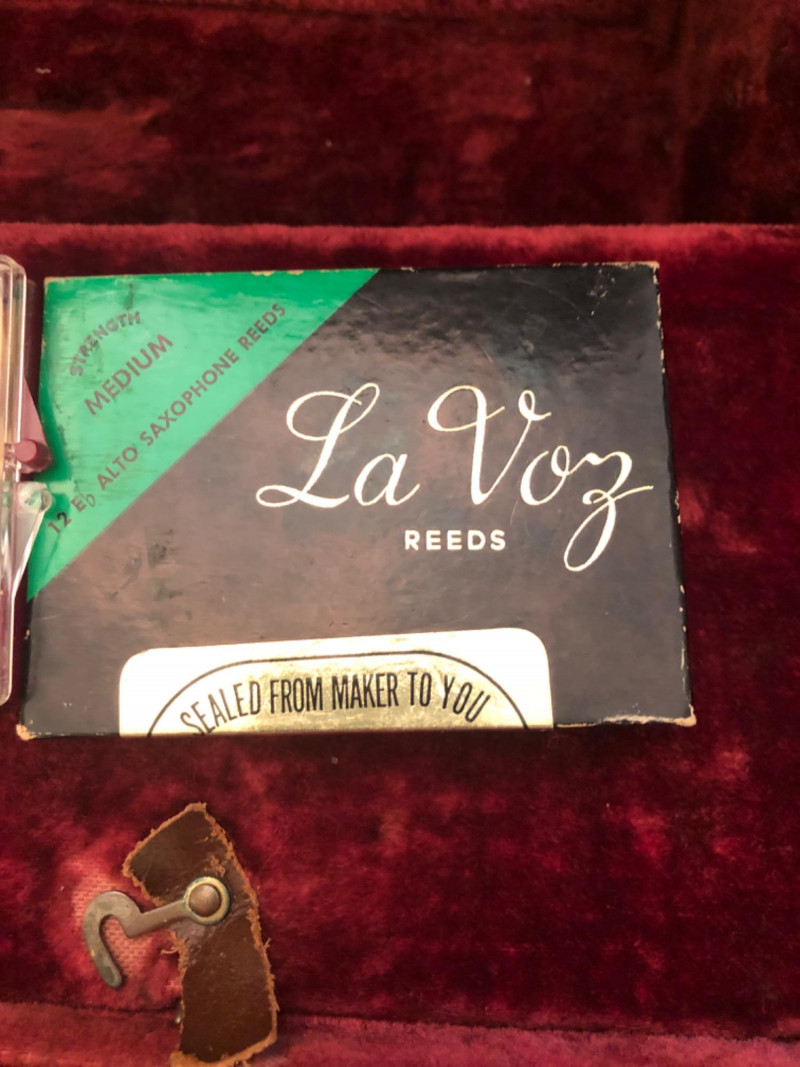 STRENGTH
MEDIUM
12 E♭ ALTO SAXOPHONE REEDS
La Voz
REEDS
SEALED FROM MAKER TO YOU